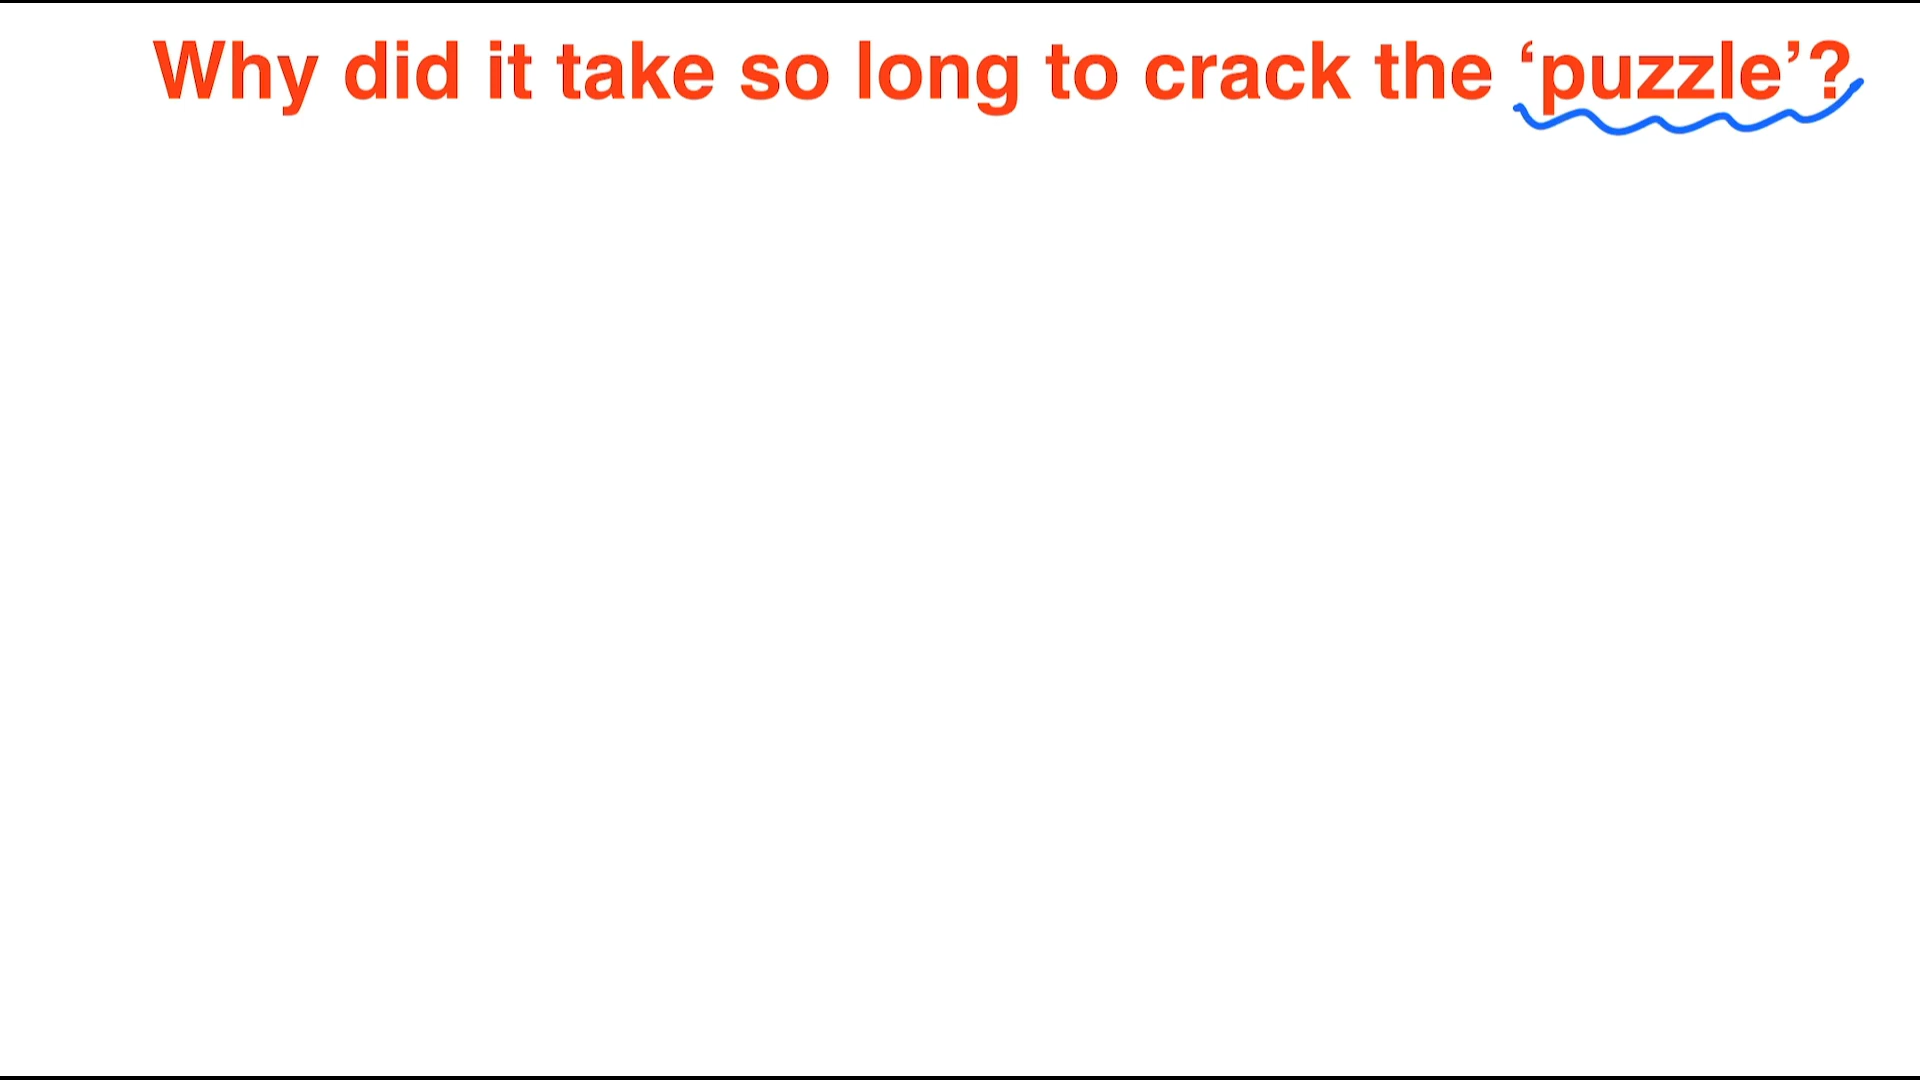 Why did it take so long to crack the ‘puzzle’?